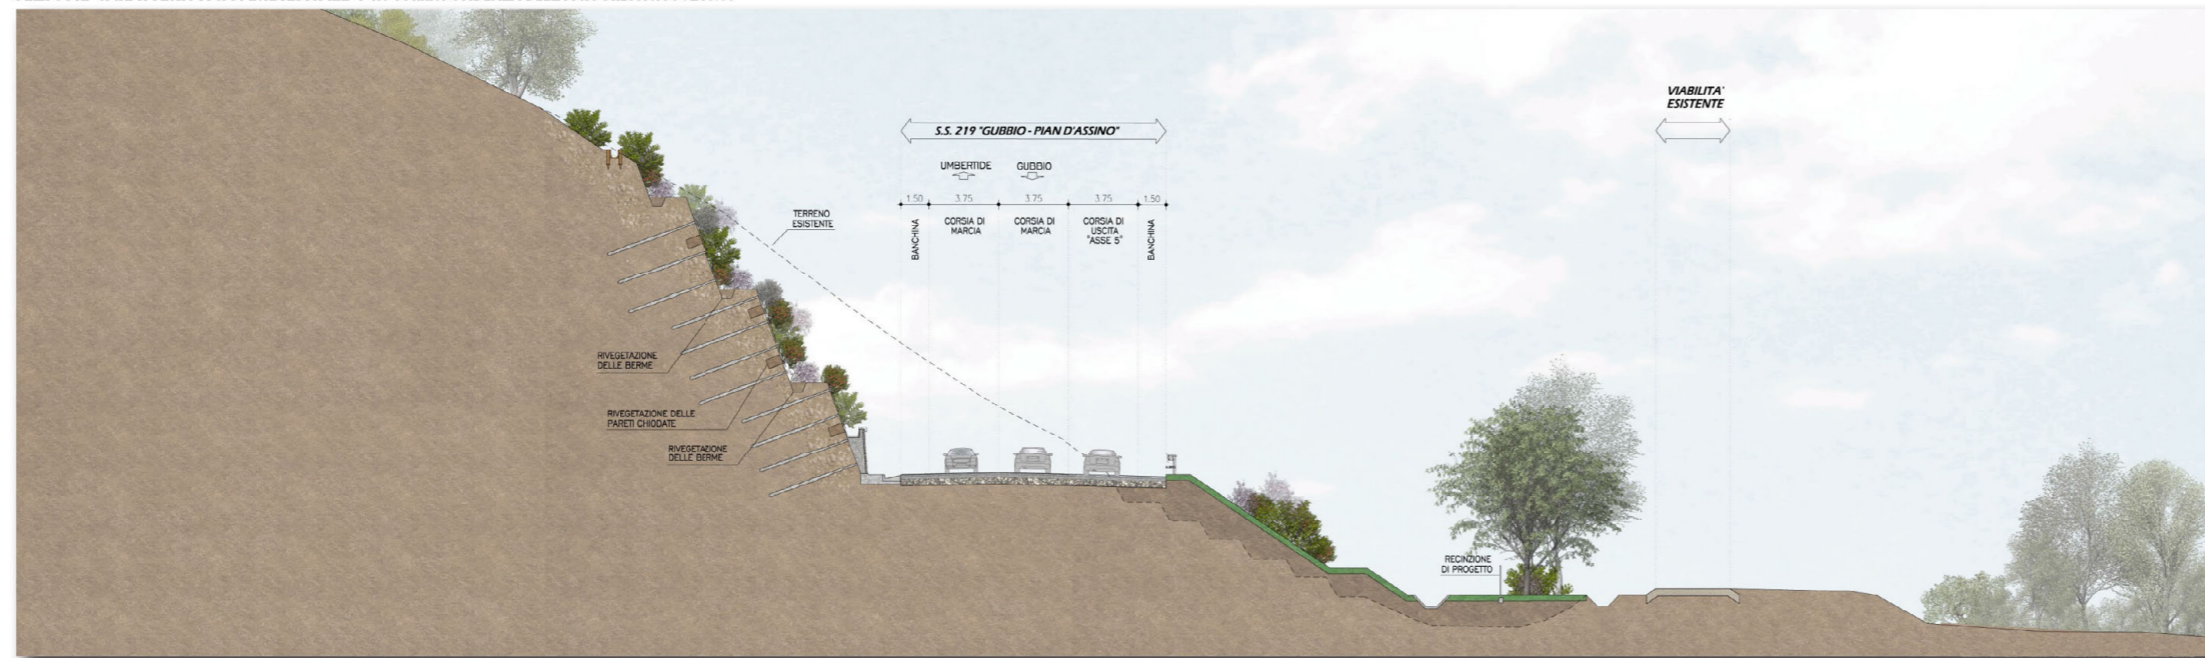 VIABILITA'
ESISTENTE
S.S. 219 "GUBBIO - PIAN D'ASSINO"
UMBERTIDE
GUBBIO
1.50
3.75
3.75
3.75
1.50
TERRENO
ESISTENTE
BANCHINA
CORSIA DI
MARCIA
CORSIA DI
MARCIA
CORSIA DI
USCITA
"ASSE 5"
BANCHINA
RIVEGETAZIONE
DELLE BERME
RIVEGETAZIONE DELLE
PARETI CHIODATE
RIVEGETAZIONE
DELLE BERME
RECINZIONE
DI PROGETTO